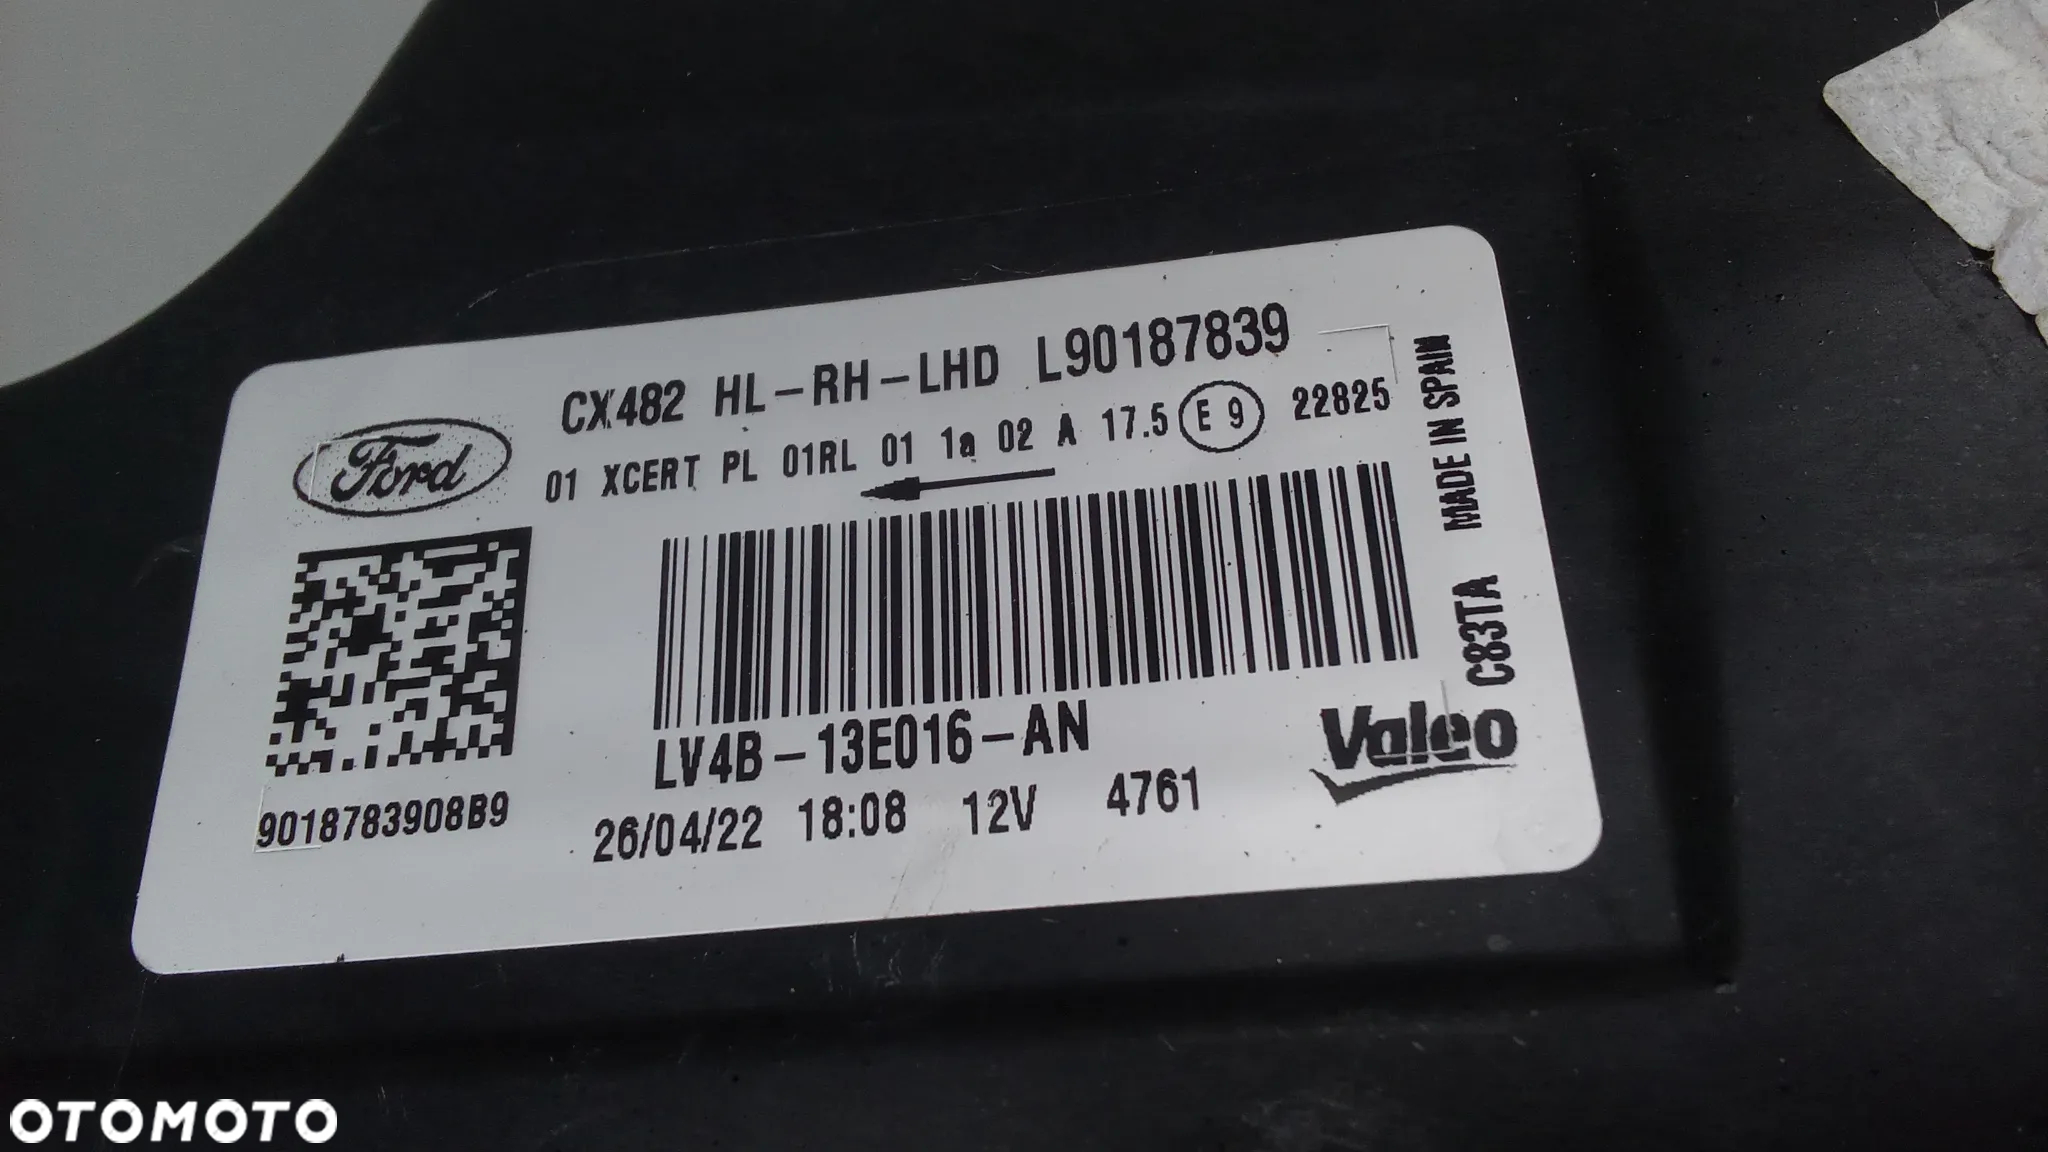 CX482 HL-RH-LHD L90187839
Ford
01 XCERT PL 01RL 01 1a 02 A 17.5 E 9 22825
MADE IN SPAIN
C83TA
LV4B-13E016-AN
Valeo
9018783908B9
26/04/22 18:08 12V 4761
OTOMOTO